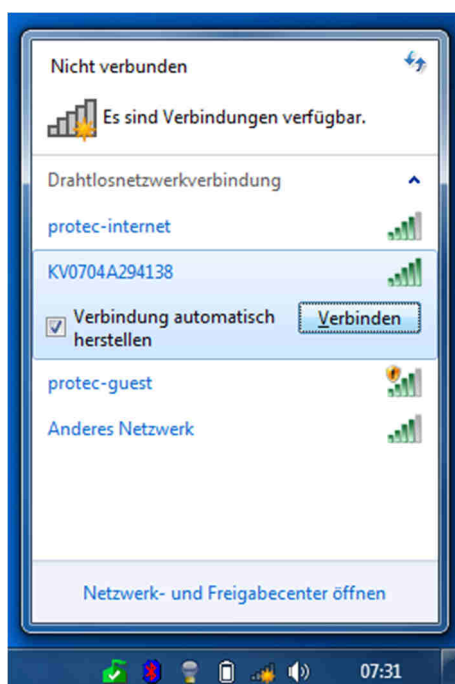 Nicht verbunden
Es sind Verbindungen verfügbar.
Drahtlosnetzwerkverbindung
protec-internet
KV0704A294138
Verbindung automatisch
herstellen
Verbinden
protec-guest
Anderes Netzwerk
Netzwerk- und Freigabecenter öffnen
07:31